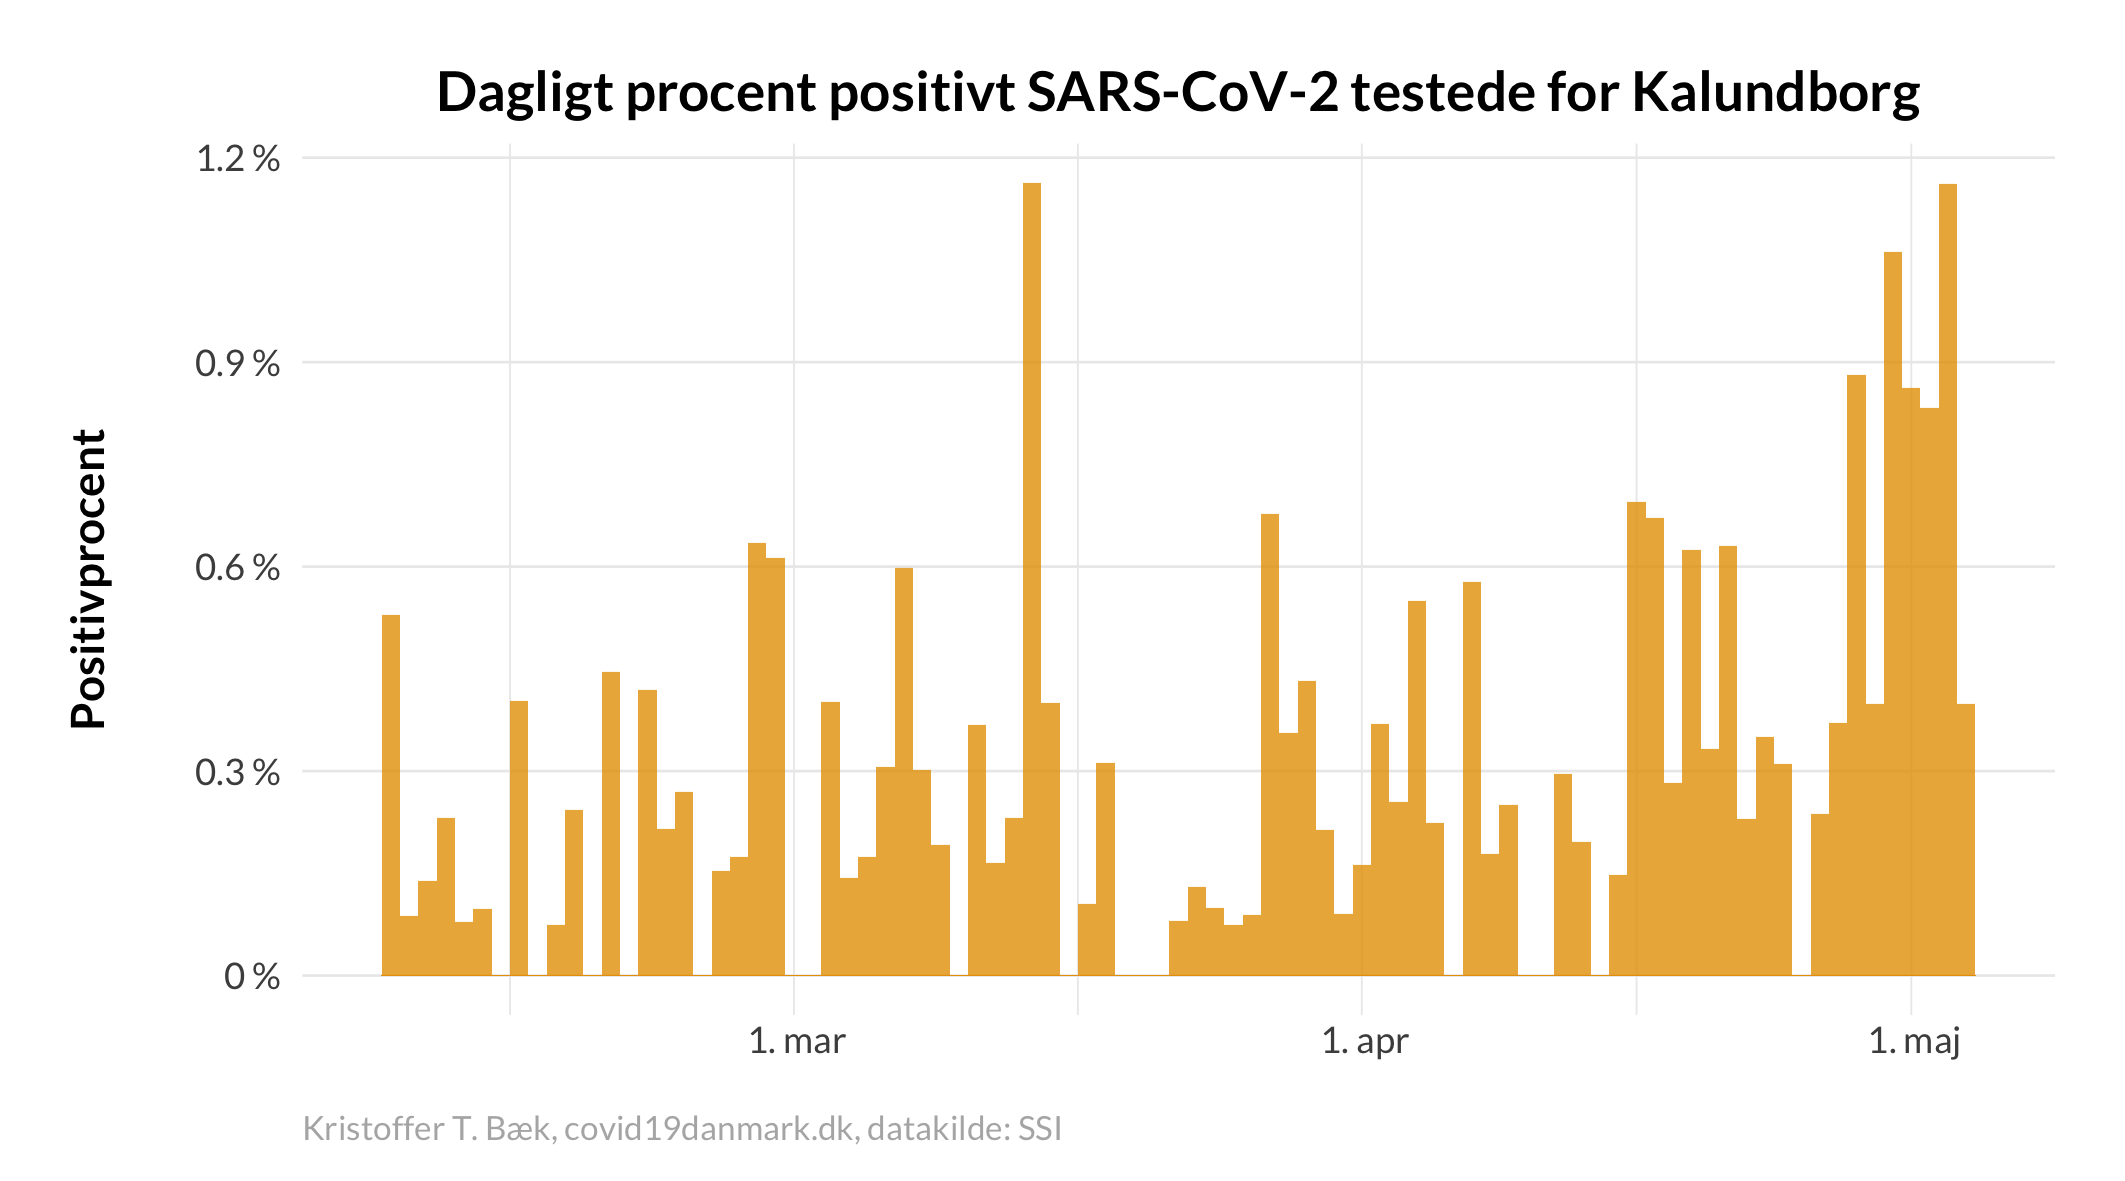 Dagligt procent positivt SARS-CoV-2 testede for Kalundborg
Positivprocent
1.2 %
0.9 %
0.6 %
0.3 %
0 %
1. mar
1. apr
1. maj
Kristoffer T. Bæk, covid19danmark.dk, datakilde: SSI